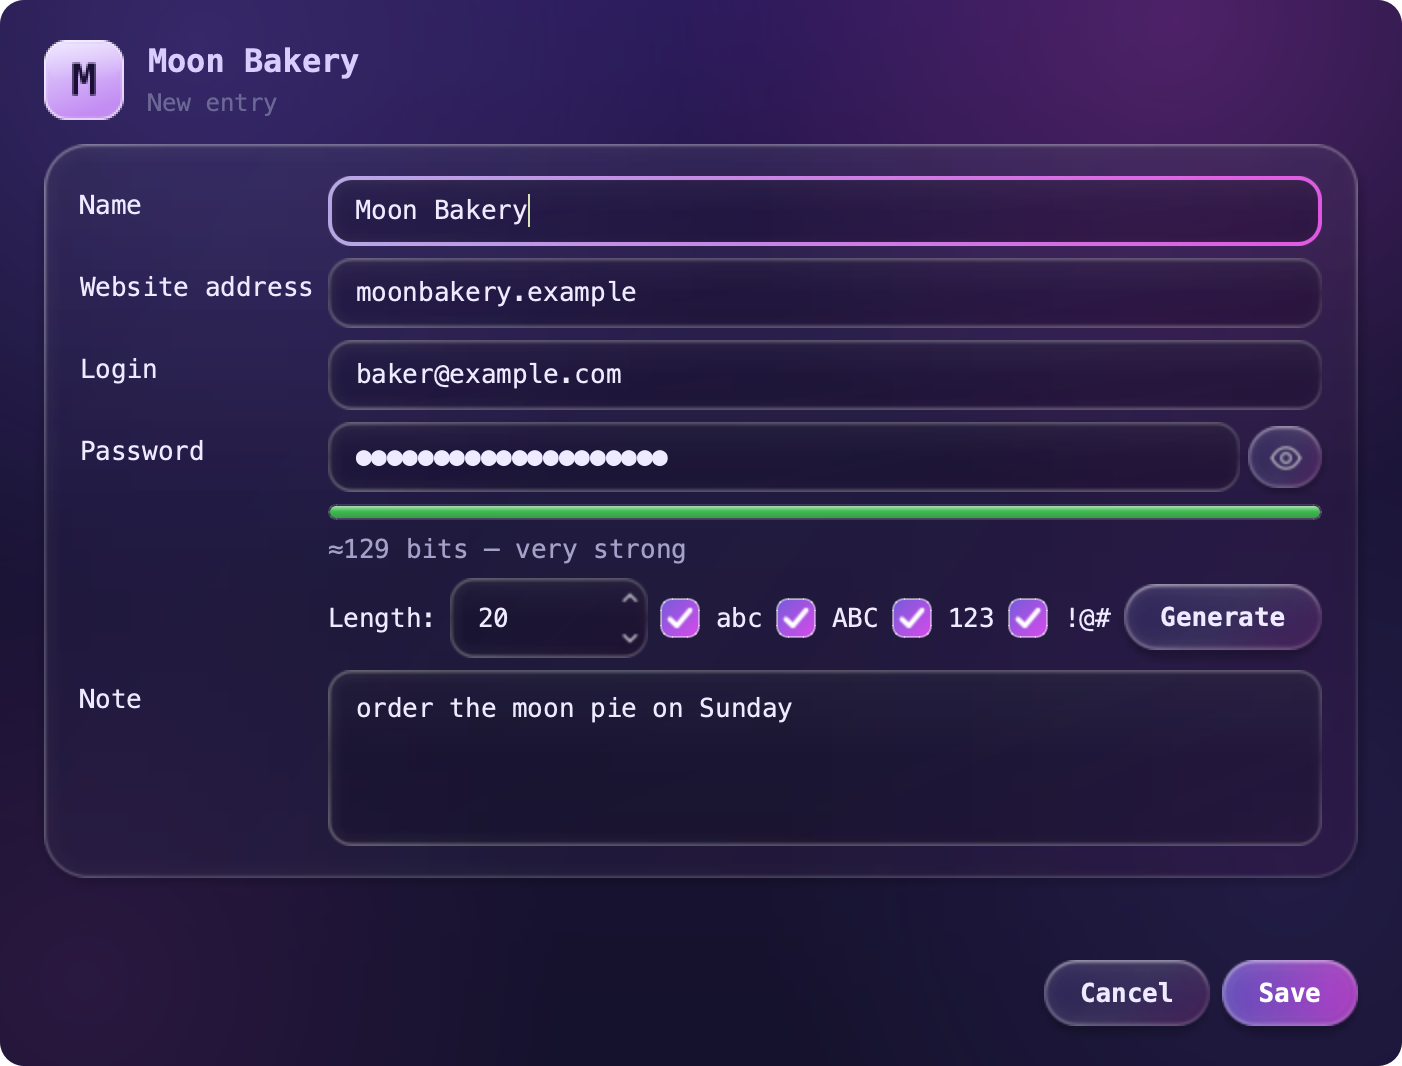 M
Moon Bakery
New entry
Name
Moon Bakery
Website address
moonbakery.example
Login
baker@example.com
Password
●●●●●●●●●●●●●●●●●●●●
≈129 bits — very strong
Length: 20 abc ABC 123 !@# Generate
Note
order the moon pie on Sunday
Cancel Save